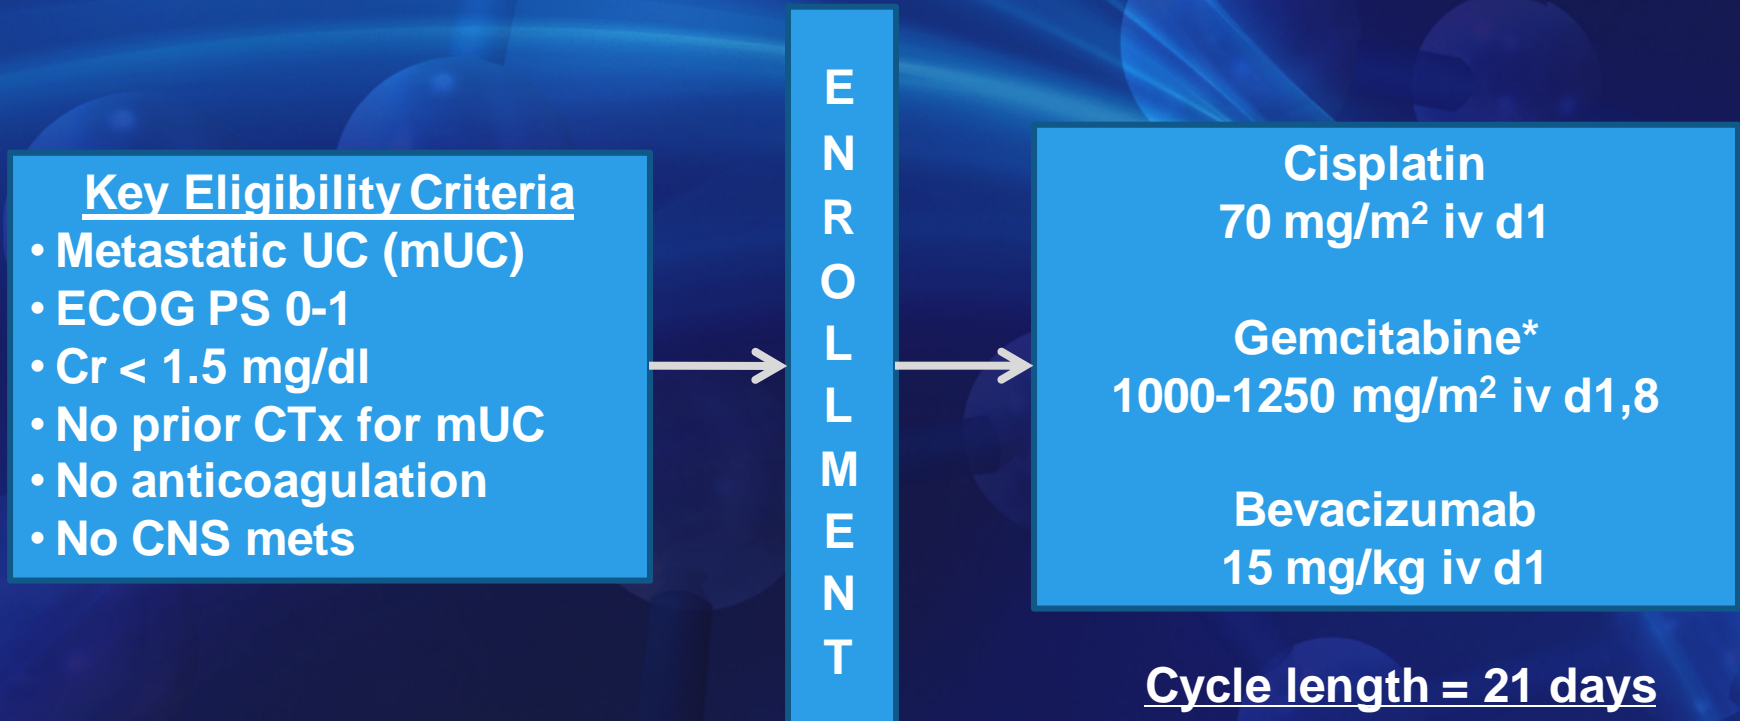 Key Eligibility Criteria
• Metastatic UC (mUC)
• ECOG PS 0-1
• Cr < 1.5 mg/dl
• No prior CTx for mUC
• No anticoagulation
• No CNS mets
E
N
R
O
L
L
M
E
N
T
Cisplatin
70 mg/m² iv d1
Gemcitabine*
1000-1250 mg/m² iv d1,8
Bevacizumab
15 mg/kg iv d1
Cycle length = 21 days